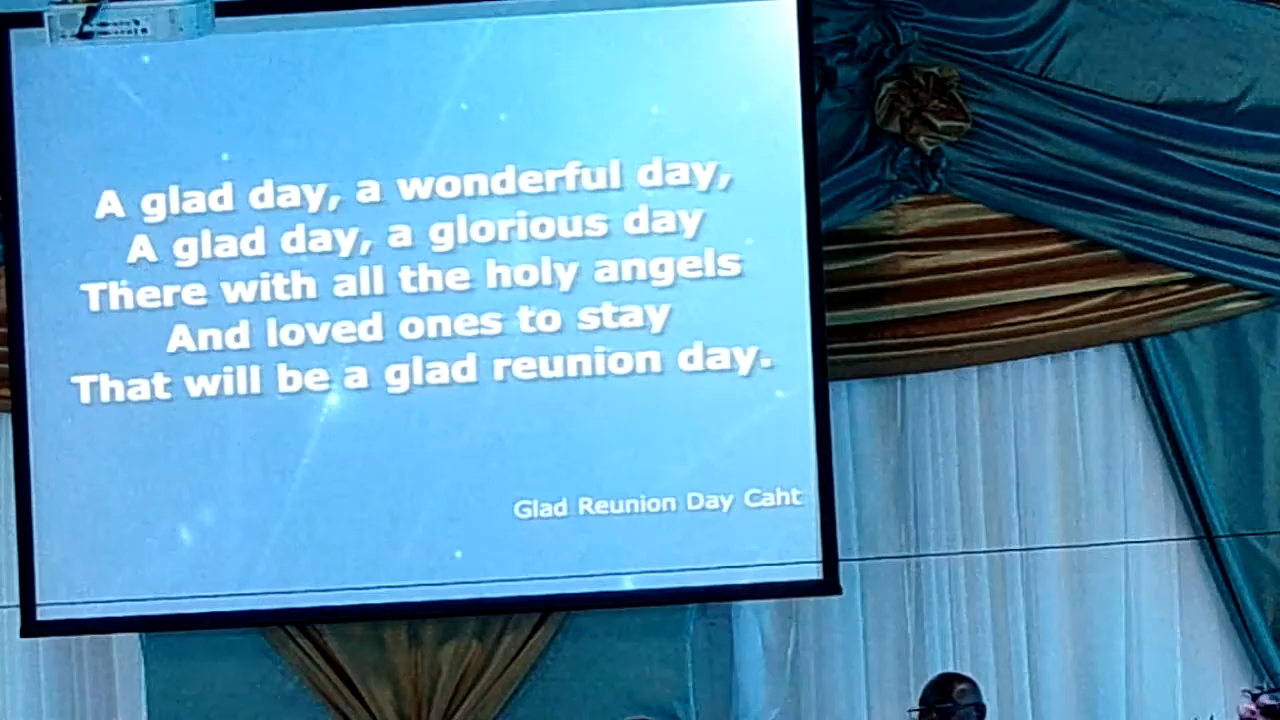 A glad day, a wonderful day,
A glad day, a glorious day
There with all the holy angels
And loved ones to stay
That will be a glad reunion day.
Glad Reunion Day Caht